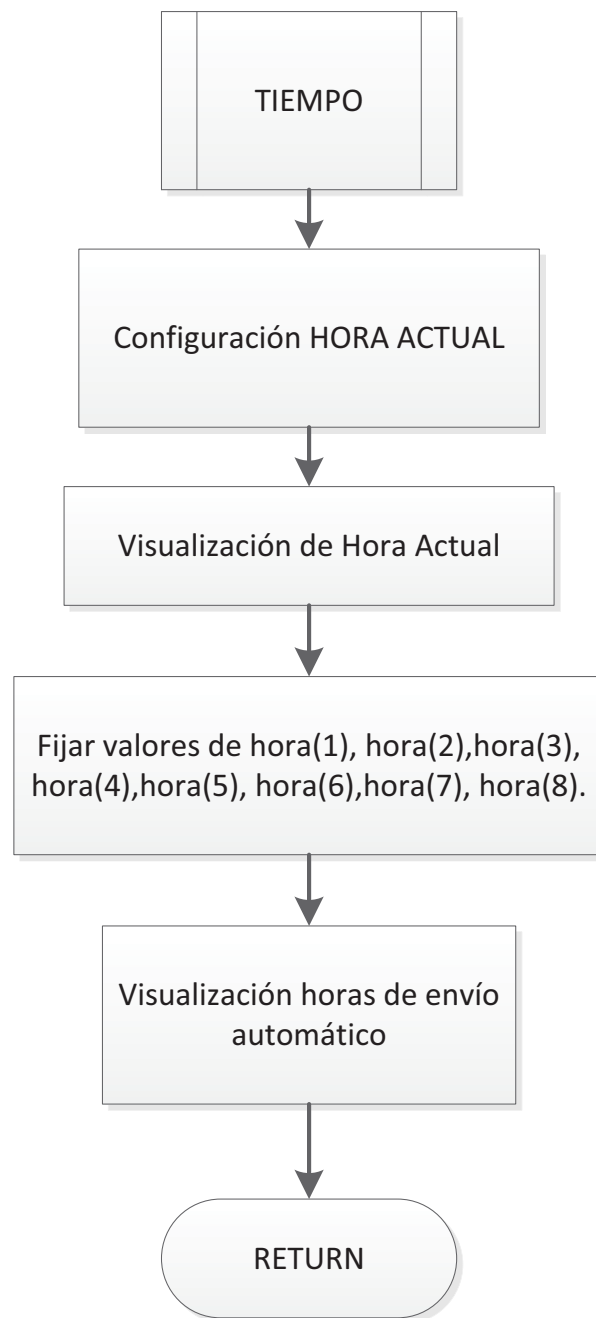 TIEMPO
Configuración HORA ACTUAL
Visualización de Hora Actual
Fijar valores de hora(1), hora(2),hora(3),
hora(4),hora(5), hora(6),hora(7), hora(8).
Visualización horas de envío
automático
RETURN